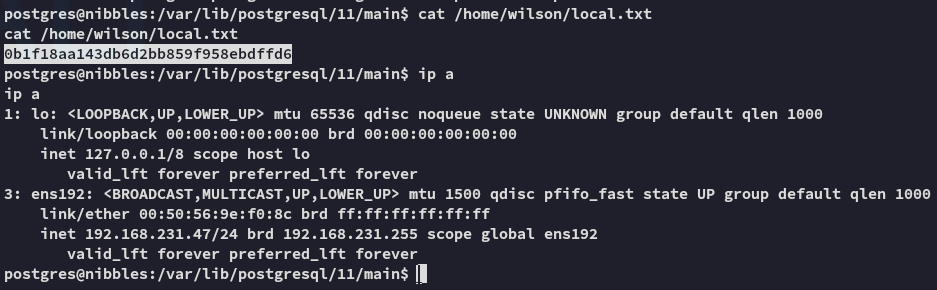 postgres@nibbles:/var/lib/postgresql/11/main$ cat /home/wilson/local.txt
cat /home/wilson/local.txt
0b1f18aa143db6d2bb859f958ebdffd6
postgres@nibbles:/var/lib/postgresql/11/main$ ip a
ip a
1: lo: <LOOPBACK,UP,LOWER_UP> mtu 65536 qdisc noqueue state UNKNOWN group default qlen 1000
    link/loopback 00:00:00:00:00:00 brd 00:00:00:00:00:00
    inet 127.0.0.1/8 scope host lo
       valid_lft forever preferred_lft forever
3: ens192: <BROADCAST,MULTICAST,UP,LOWER_UP> mtu 1500 qdisc pfifo_fast state UP group default qlen 1000
    link/ether 00:50:56:9e:f0:8c brd ff:ff:ff:ff:ff:ff
    inet 192.168.231.47/24 brd 192.168.231.255 scope global ens192
       valid_lft forever preferred_lft forever
postgres@nibbles:/var/lib/postgresql/11/main$